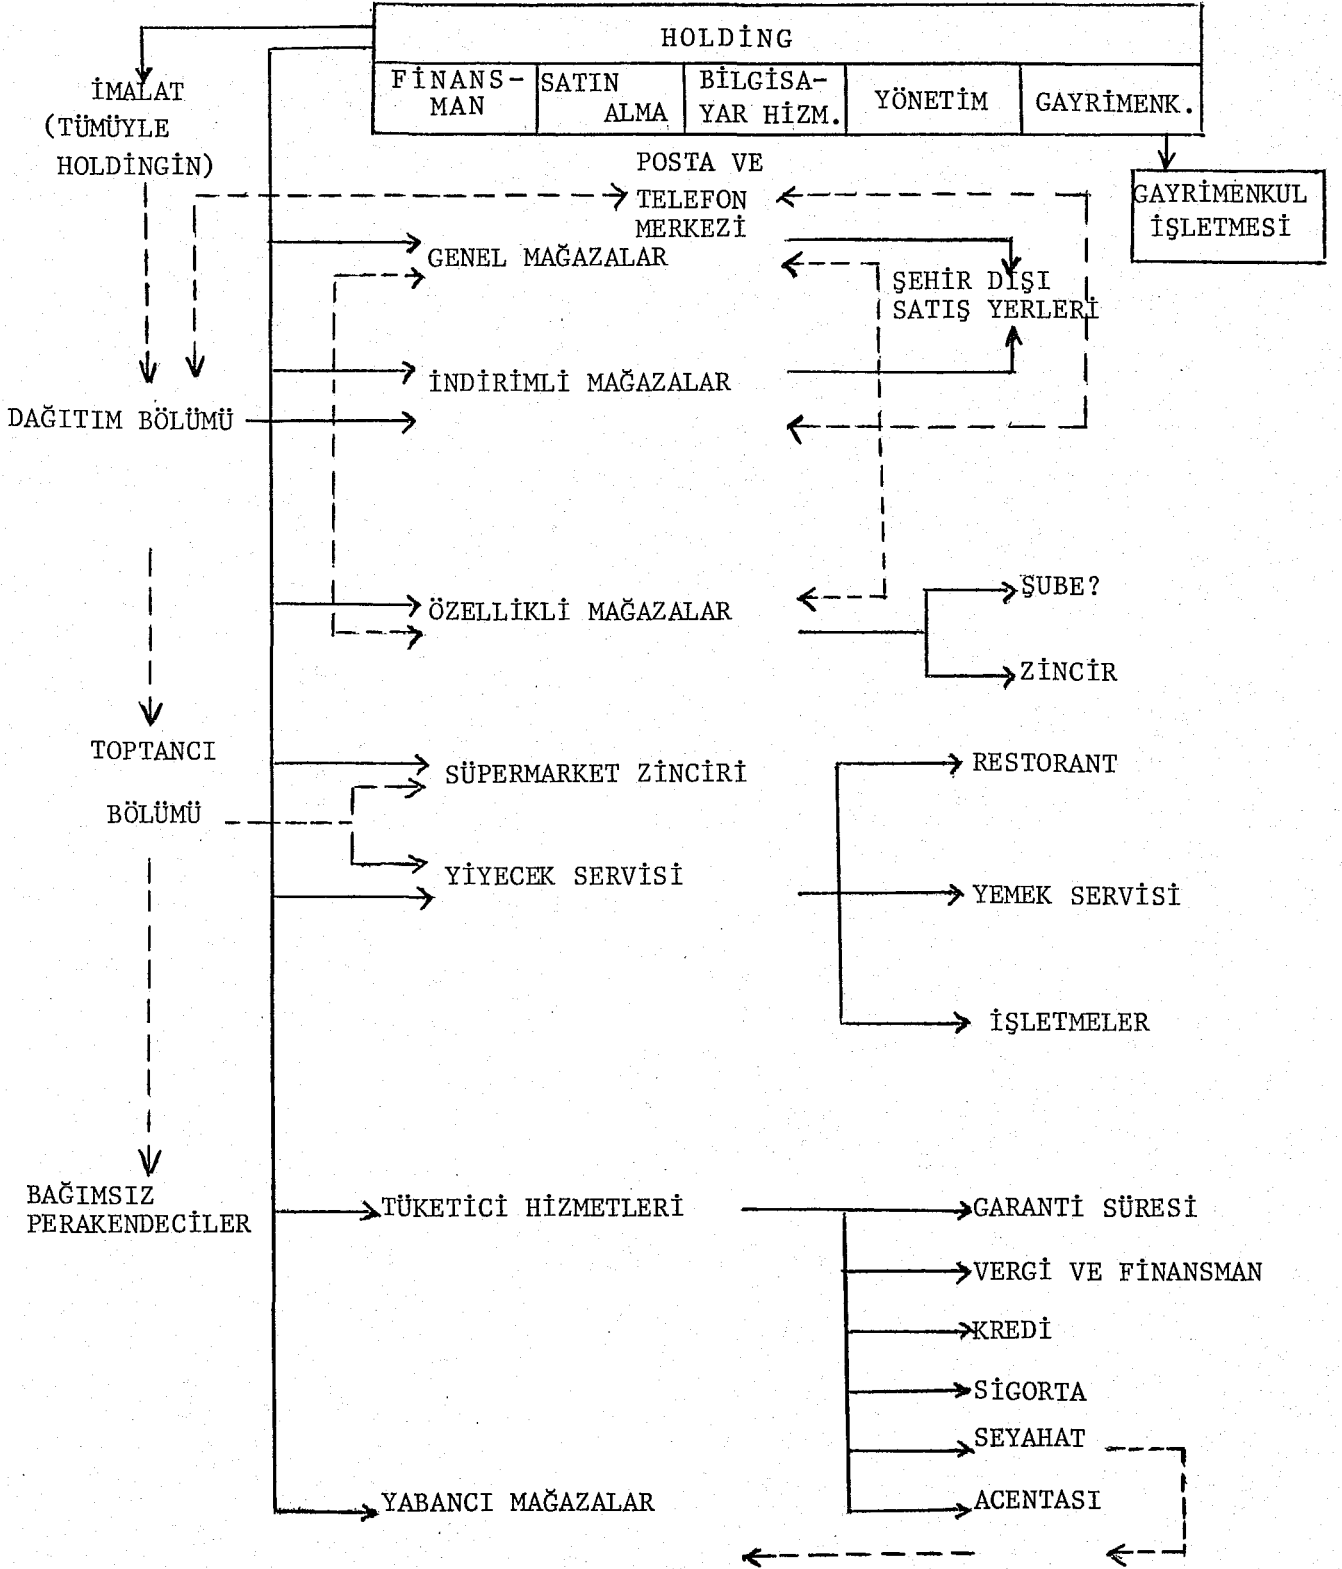 HOLDİNG
FİNANS-
MAN
SATIN
ALMA
BİLGİSA-
YAR HİZM.
YÖNETİM
GAYRİMENK.
İMALAT
(TÜMÜYLE
HOLDINGİN)
POSTA VE
TELEFON
MERKEZİ
GAYRİMENKUL
İŞLETMESİ
GENEL MAĞAZALAR
ŞEHİR DIŞI
SATIŞ YERLERİ
İNDİRİMLİ MAĞAZALAR
DAĞITIM BÖLÜMÜ
ÖZELLİKLİ MAĞAZALAR
ŞUBE?
ZİNCİR
TOPTANCI
BÖLÜMÜ
SÜPERMARKET ZİNCİRİ
RESTORANT
YİYECEK SERVİSİ
YEMEK SERVİSİ
İŞLETMELER
BAĞIMSIZ
PERAKENDECİLER
TÜKETİCİ HİZMETLERİ
GARANTİ SÜRESİ
VERGİ VE FİNANSMAN
KREDİ
SİGORTA
SEYAHAT
ACENTASI
YABANCI MAĞAZALAR